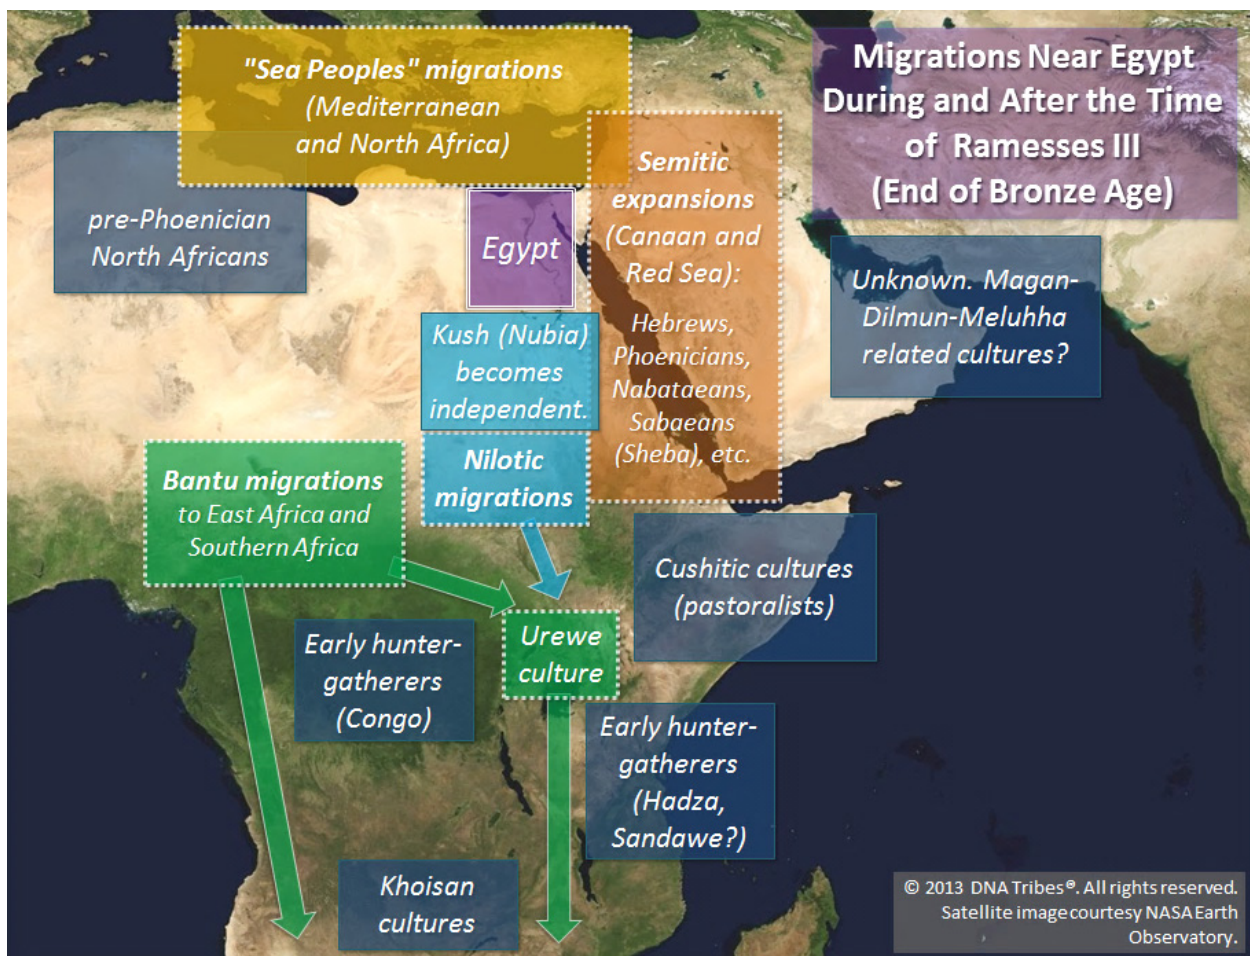 "Sea Peoples" migrations
(Mediterranean
and North Africa)
Migrations Near Egypt
During and After the Time
of Ramesses III
(End of Bronze Age)
pre-Phoenician
North Africans
Egypt
Semitic
expansions
(Canaan and
Red Sea):
Hebrews,
Phoenicians,
Nabataeans,
Sabaeans
(Sheba), etc.
Unknown. Magan-
Dilmun-Meluhha
related cultures?
Kush (Nubia)
becomes
independent.
Nilotic
migrations
Bantu migrations
to East Africa and
Southern Africa
Cushitic cultures
(pastoralists)
Early hunter-
gatherers
(Congo)
Urewe
culture
Early hunter-
gatherers
(Hadza,
Sandawe?)
Khoisan
cultures
© 2013 DNA Tribes®. All rights reserved.
Satellite image courtesy NASA Earth
Observatory.